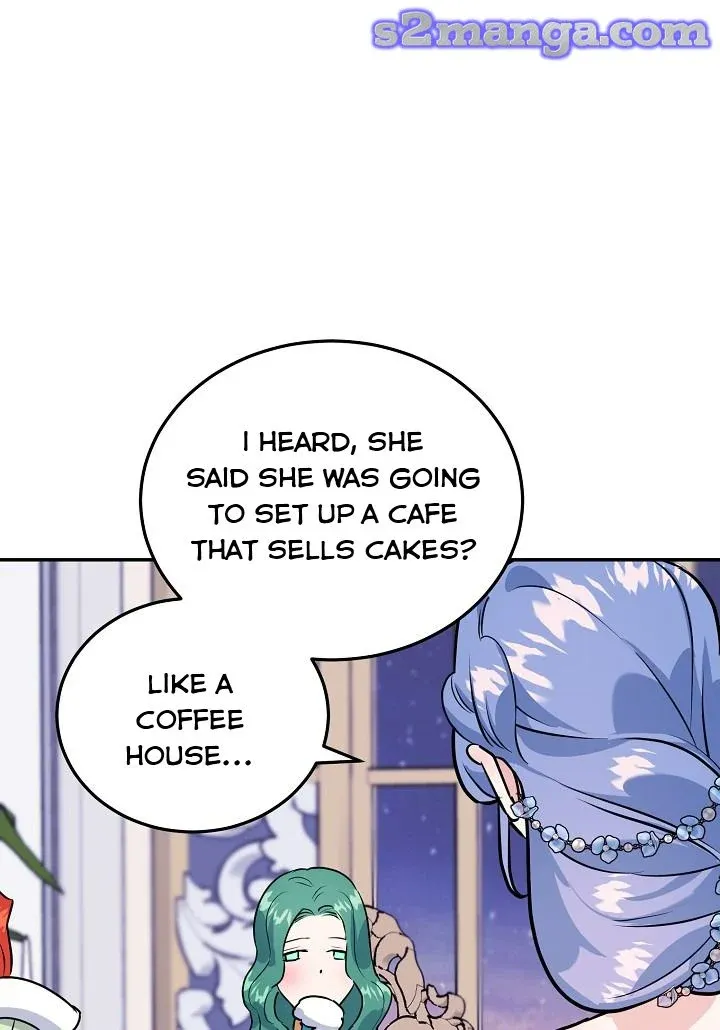 s2manga.com
I HEARD, SHE
SAID SHE WAS GOING
TO SET UP A CAFE
THAT SELLS CAKES?
LIKE A
COFFEE
HOUSE...